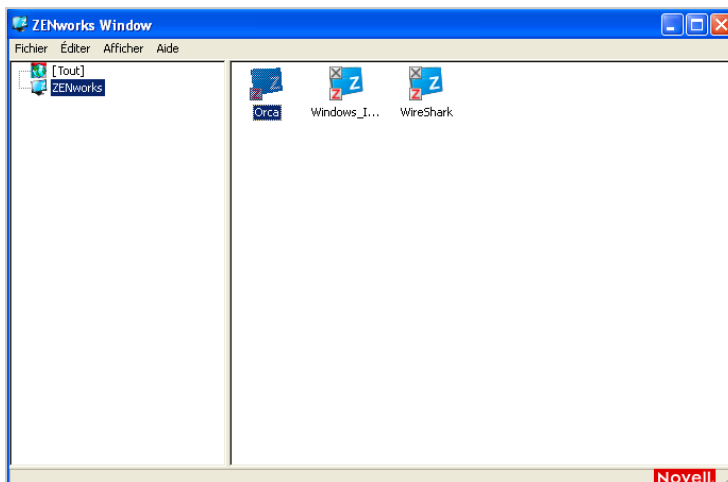 ZENworks Window
Fichier Éditer Afficher Aide
[Tout]
ZENworks
Orca Windows_I... WireShark
Novell